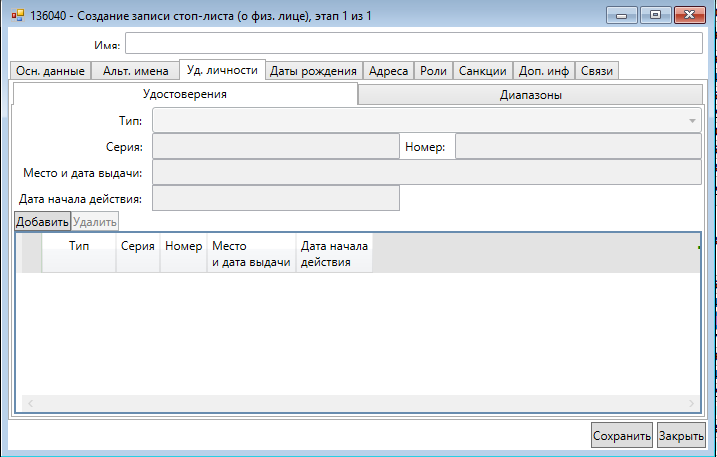 136040 - Создание записи стоп-листа (о физ. лице), этап 1 из 1
Имя:
Осн. данные Альт. имена Уд. личности Даты рождения Адреса Роли Санкции Доп. инф Связи
Удостоверения Диапазоны
Тип:
Серия: Номер:
Место и дата выдачи:
Дата начала действия:
Добавить Удалить
Тип Серия Номер Место Дата начала
и дата выдачи действия
Сохранить Закрыть